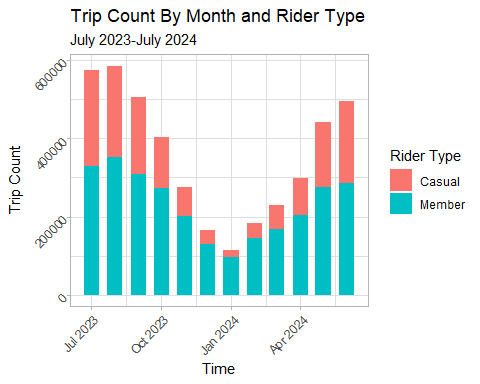 Trip Count By Month and Rider Type
July 2023-July 2024
Trip Count
600000
400000
200000
0
Jul 2023
Oct 2023
Jan 2024
Apr 2024
Time
Rider Type
Casual
Member